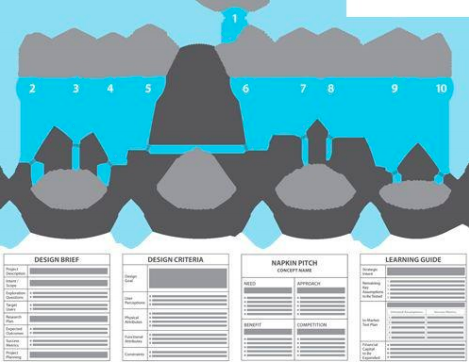 1
2 3 4 5 6 7 8 9 10
DESIGN BRIEF
Project
Description
Intent /
Scope
Exploration
Questions
Target
Users
Research
Plan
Expected
Outcomes
Success
Metrics
Project
Planning
DESIGN CRITERIA
Design
Goal
User
Perceptions
Physical
Attributes
Functional
Attributes
Constraints
NAPKIN PITCH
CONCEPT NAME
NEED APPROACH
BENEFIT COMPETITION
LEARNING GUIDE
Strategic
Intent
Remaining
Key
Assumptions
to be Tested
In-Market
Test Plan
Financial
Capital
to be
Expended